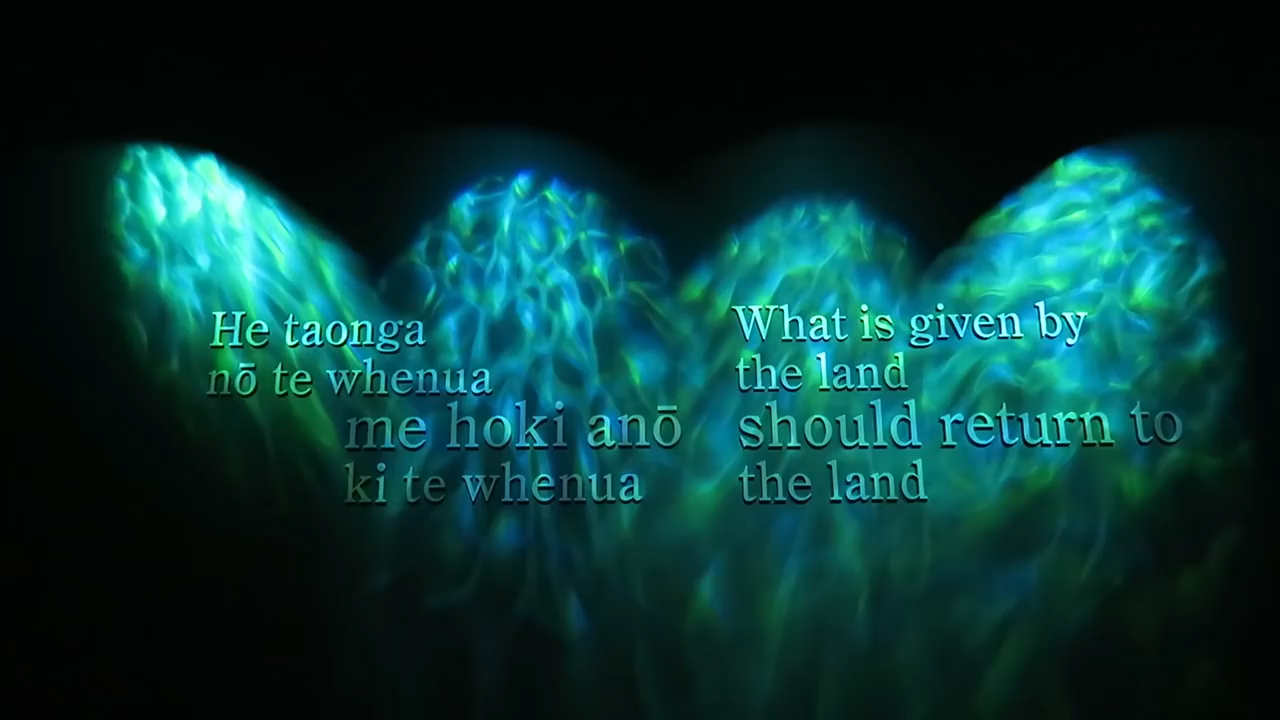 He taonga
nō te whenua
me hoki anō
ki te whenua
What is given by
the land
should return to
the land